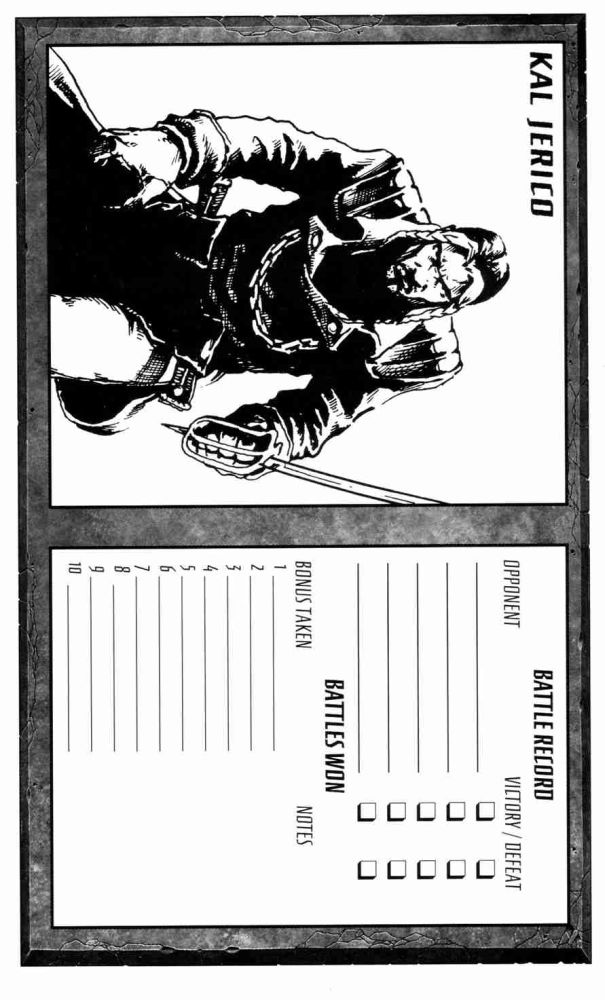 KAL JERICO
BATTLE RECORD
OPPONENT VICTORY / DEFEAT
BATTLES WON
BONUS TAKEN NOTES
1
2
3
4
5
6
7
8
9
10